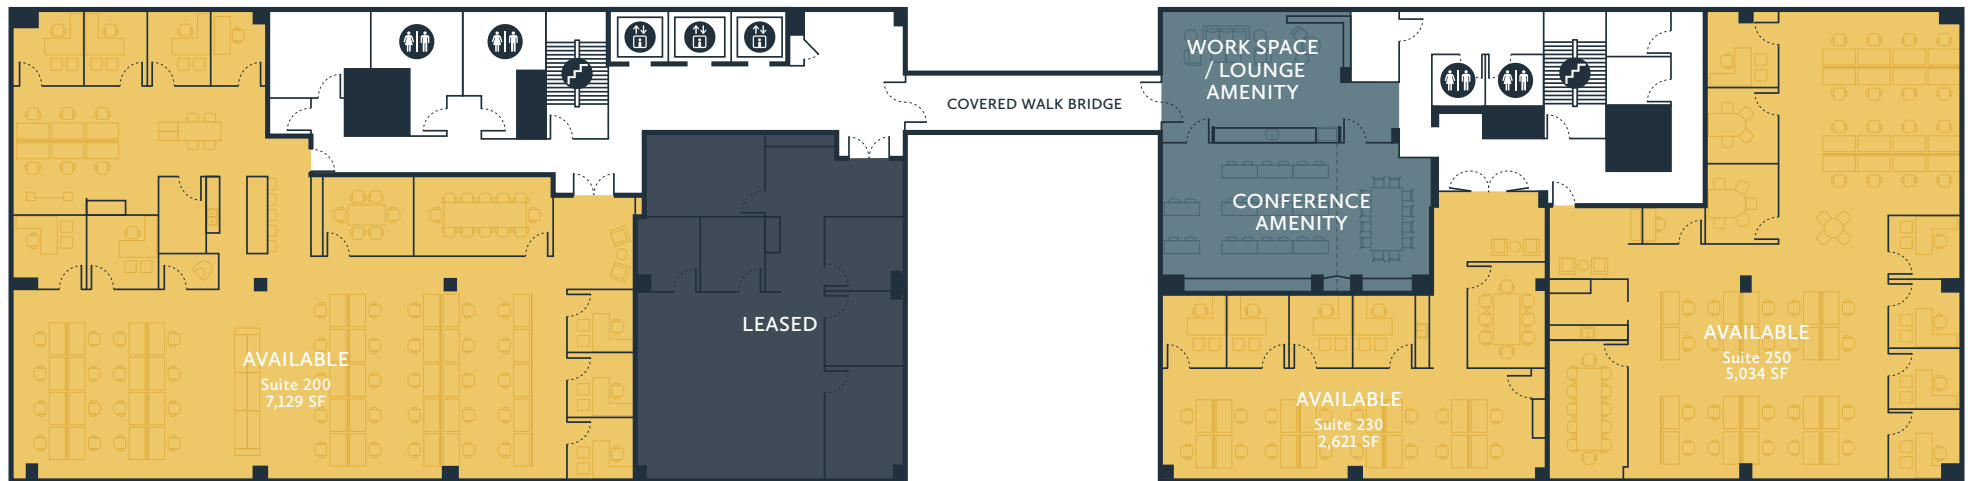 COVERED WALK BRIDGE
WORK SPACE
/ LOUNGE
AMENITY
CONFERENCE
AMENITY
LEASED
AVAILABLE
Suite 200
7,129 SF
AVAILABLE
Suite 230
2,621 SF
AVAILABLE
Suite 250
5,034 SF